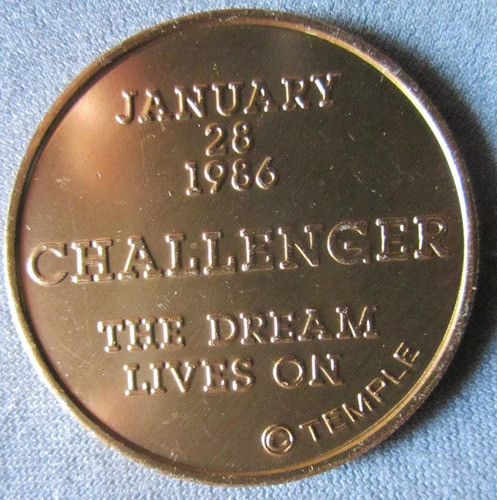 JANUARY
28
1986
CHALLENGER
THE DREAM
LIVES ON
© TEMPLE